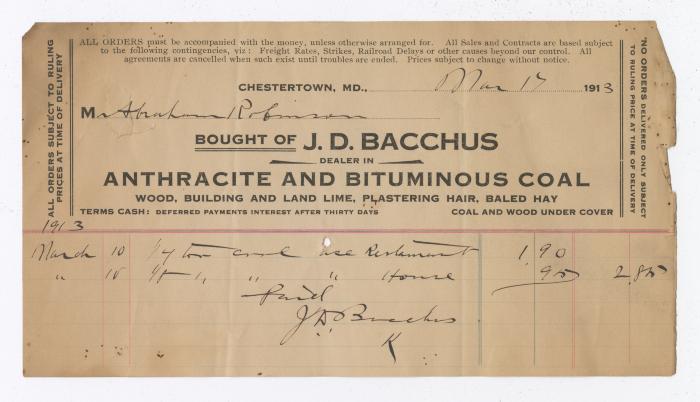 ALL ORDERS must be accompanied with the money, unless otherwise arranged for. All Sales and Contracts are based subject
to the following contingencies, viz: Freight Rates, Strikes, Railroad Delays or other causes beyond our control. All
agreements are cancelled when such exist until troubles are ended. Prices subject to change without notice.
ALL ORDERS SUBJECT TO RULING
PRICES AT TIME OF DELIVERY
"NO ORDERS DELIVERED ONLY SUBJECT
TO RULING PRICE AT TIME OF DELIVERY
CHESTERTOWN, MD., Mar 17 1913
Mr Abraham Robinson
BOUGHT OF J. D. BACCHUS
DEALER IN
ANTHRACITE AND BITUMINOUS COAL
WOOD, BUILDING AND LAND LIME, PLASTERING HAIR, BALED HAY
TERMS CASH: DEFERRED PAYMENTS INTEREST AFTER THIRTY DAYS COAL AND WOOD UNDER COVER
1913
March 10 1/4 ton coal use Restaurant 1.90
" " " House 95 2.85
Paid
J D Bacchus
K